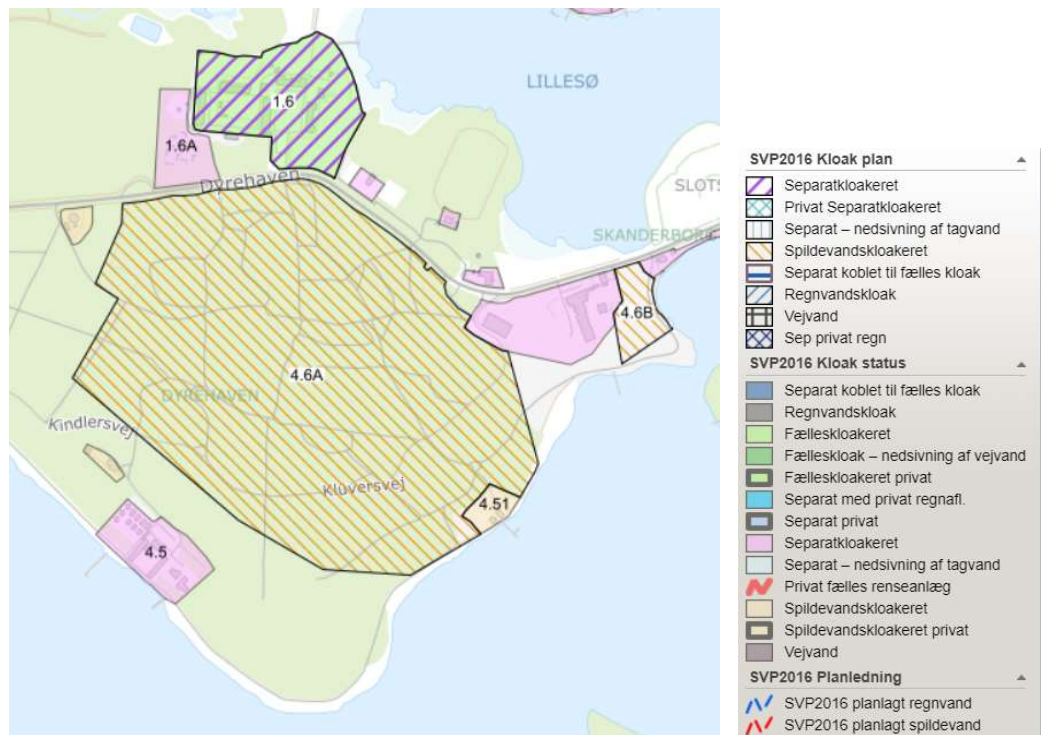 LILLESØ
1.6
1.6A
Dyrehaven
SLOTS
SKANDERBORG
4.6B
4.6A
DYREHAVEN
Kindlersvej
Klüversvej
4.51
4.5
SVP2016 Kloak plan
Separatkloakeret
Privat Separatkloakeret
Separat – nedsivning af tagvand
Spildevandskloakeret
Separat koblet til fælles kloak
Regnvandskloak
Vejvand
Sep privat regn
SVP2016 Kloak status
Separat koblet til fælles kloak
Regnvandskloak
Fælleskloakeret
Fælleskloak – nedsivning af vejvand
Fælleskloakeret privat
Separat med privat regnafl.
Separat privat
Separatkloakeret
Separat – nedsivning af tagvand
Privat fælles renseanlæg
Spildevandskloakeret
Spildevandskloakeret privat
Vejvand
SVP2016 Planledning
SVP2016 planlagt regnvand
SVP2016 planlagt spildevand